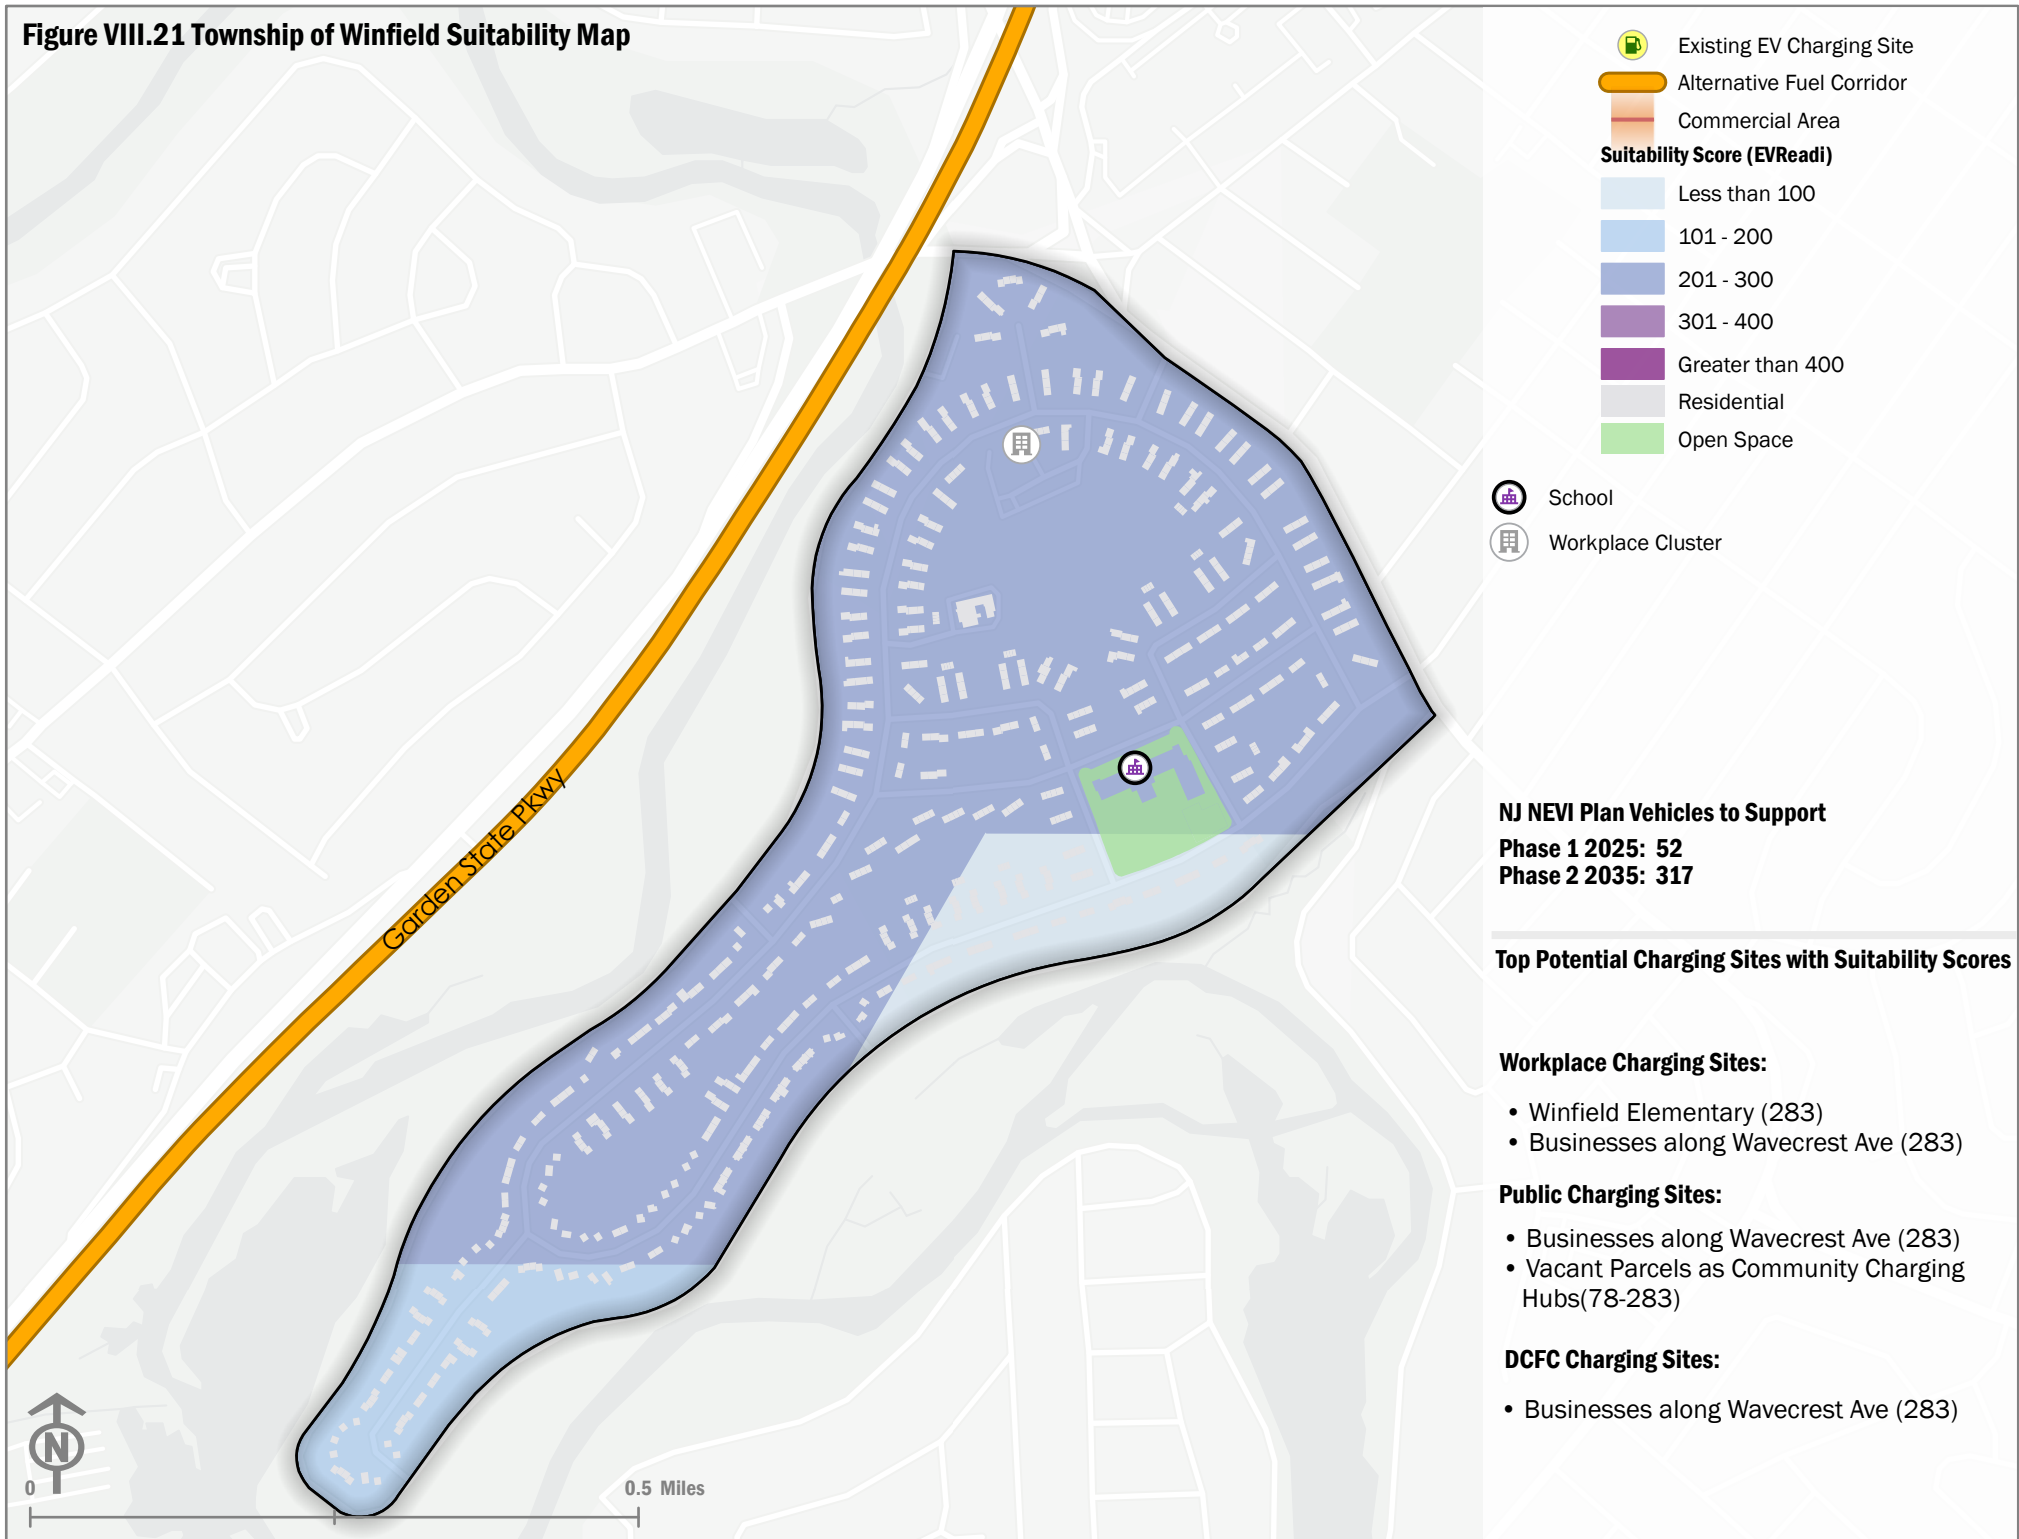 Figure VIII.21 Township of Winfield Suitability Map
Existing EV Charging Site
Alternative Fuel Corridor
Commercial Area
Suitability Score (EVReadi)
Less than 100
101 - 200
201 - 300
301 - 400
Greater than 400
Residential
Open Space
School
Workplace Cluster
Garden State Pkwy
NJ NEVI Plan Vehicles to Support
Phase 1 2025: 52
Phase 2 2035: 317
Top Potential Charging Sites with Suitability Scores
Workplace Charging Sites:
• Winfield Elementary (283)
• Businesses along Wavecrest Ave (283)
Public Charging Sites:
• Businesses along Wavecrest Ave (283)
• Vacant Parcels as Community Charging
Hubs(78-283)
DCFC Charging Sites:
• Businesses along Wavecrest Ave (283)
N
0 0.5 Miles